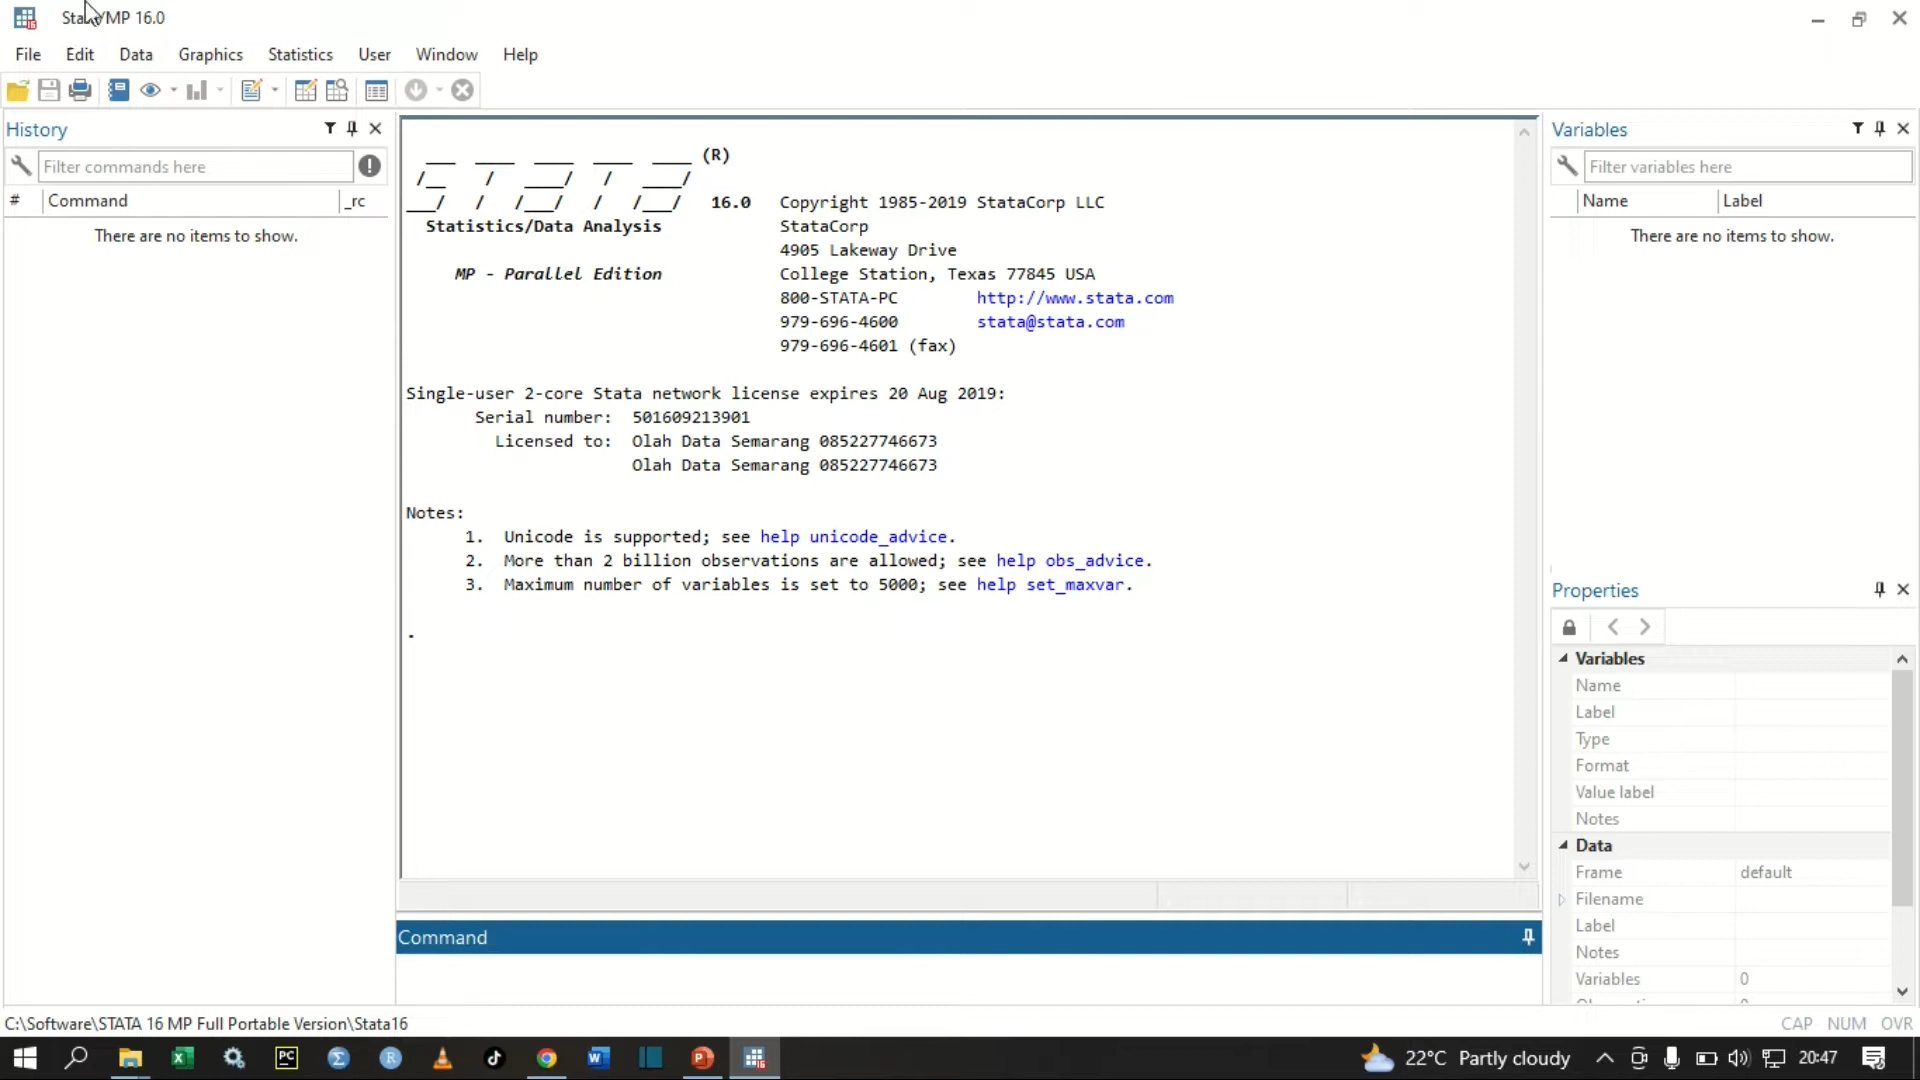 Stata/MP 16.0
File Edit Data Graphics Statistics User Window Help
History
Filter commands here
# Command _rc
There are no items to show.
STATA (R)
16.0 Copyright 1985-2019 StataCorp LLC
Statistics/Data Analysis StataCorp
4905 Lakeway Drive
MP - Parallel Edition College Station, Texas 77845 USA
800-STATA-PC http://www.stata.com
979-696-4600 stata@stata.com
979-696-4601 (fax)
Single-user 2-core Stata network license expires 20 Aug 2019:
Serial number: 501609213901
Licensed to: Olah Data Semarang 085227746673
Olah Data Semarang 085227746673
Notes:
1. Unicode is supported; see help unicode_advice.
2. More than 2 billion observations are allowed; see help obs_advice.
3. Maximum number of variables is set to 5000; see help set_maxvar.
.
Command
Variables
Filter variables here
Name Label
There are no items to show.
Properties
Variables
Name
Label
Type
Format
Value label
Notes
Data
Frame default
Filename
Label
Notes
Variables 0
C:\Software\STATA 16 MP Full Portable Version\Stata16
CAP NUM OVR
22°C Partly cloudy
20:47